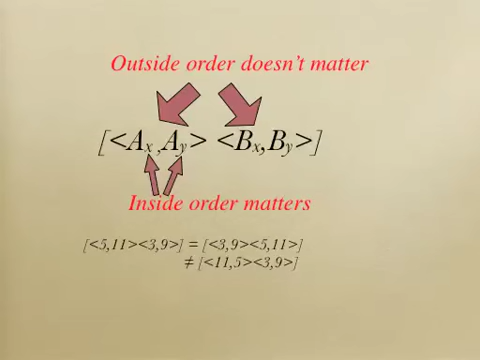 Outside order doesn't matter
[<Ax ,Ay> <Bx,By>]
Inside order matters
[<5,11><3,9>] = [<3,9><5,11>]
≠ [<11,5><3,9>]